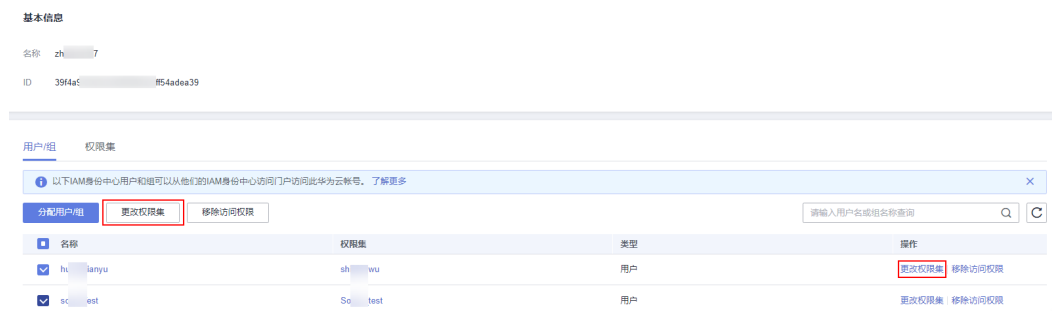 基本信息
名称 zh 7
ID 39f4a9 ff54adea39
用户/组 权限集
以下IAM身份中心用户和组可以从他们的IAM身份中心访问门户访问此华为云帐号。 了解更多
分配用户/组 更改权限集 移除访问权限 请输入用户名或组名称查询
名称 权限集 类型 操作
hu ianyu sh wu 用户 更改权限集 移除访问权限
so est So test 用户 更改权限集 移除访问权限